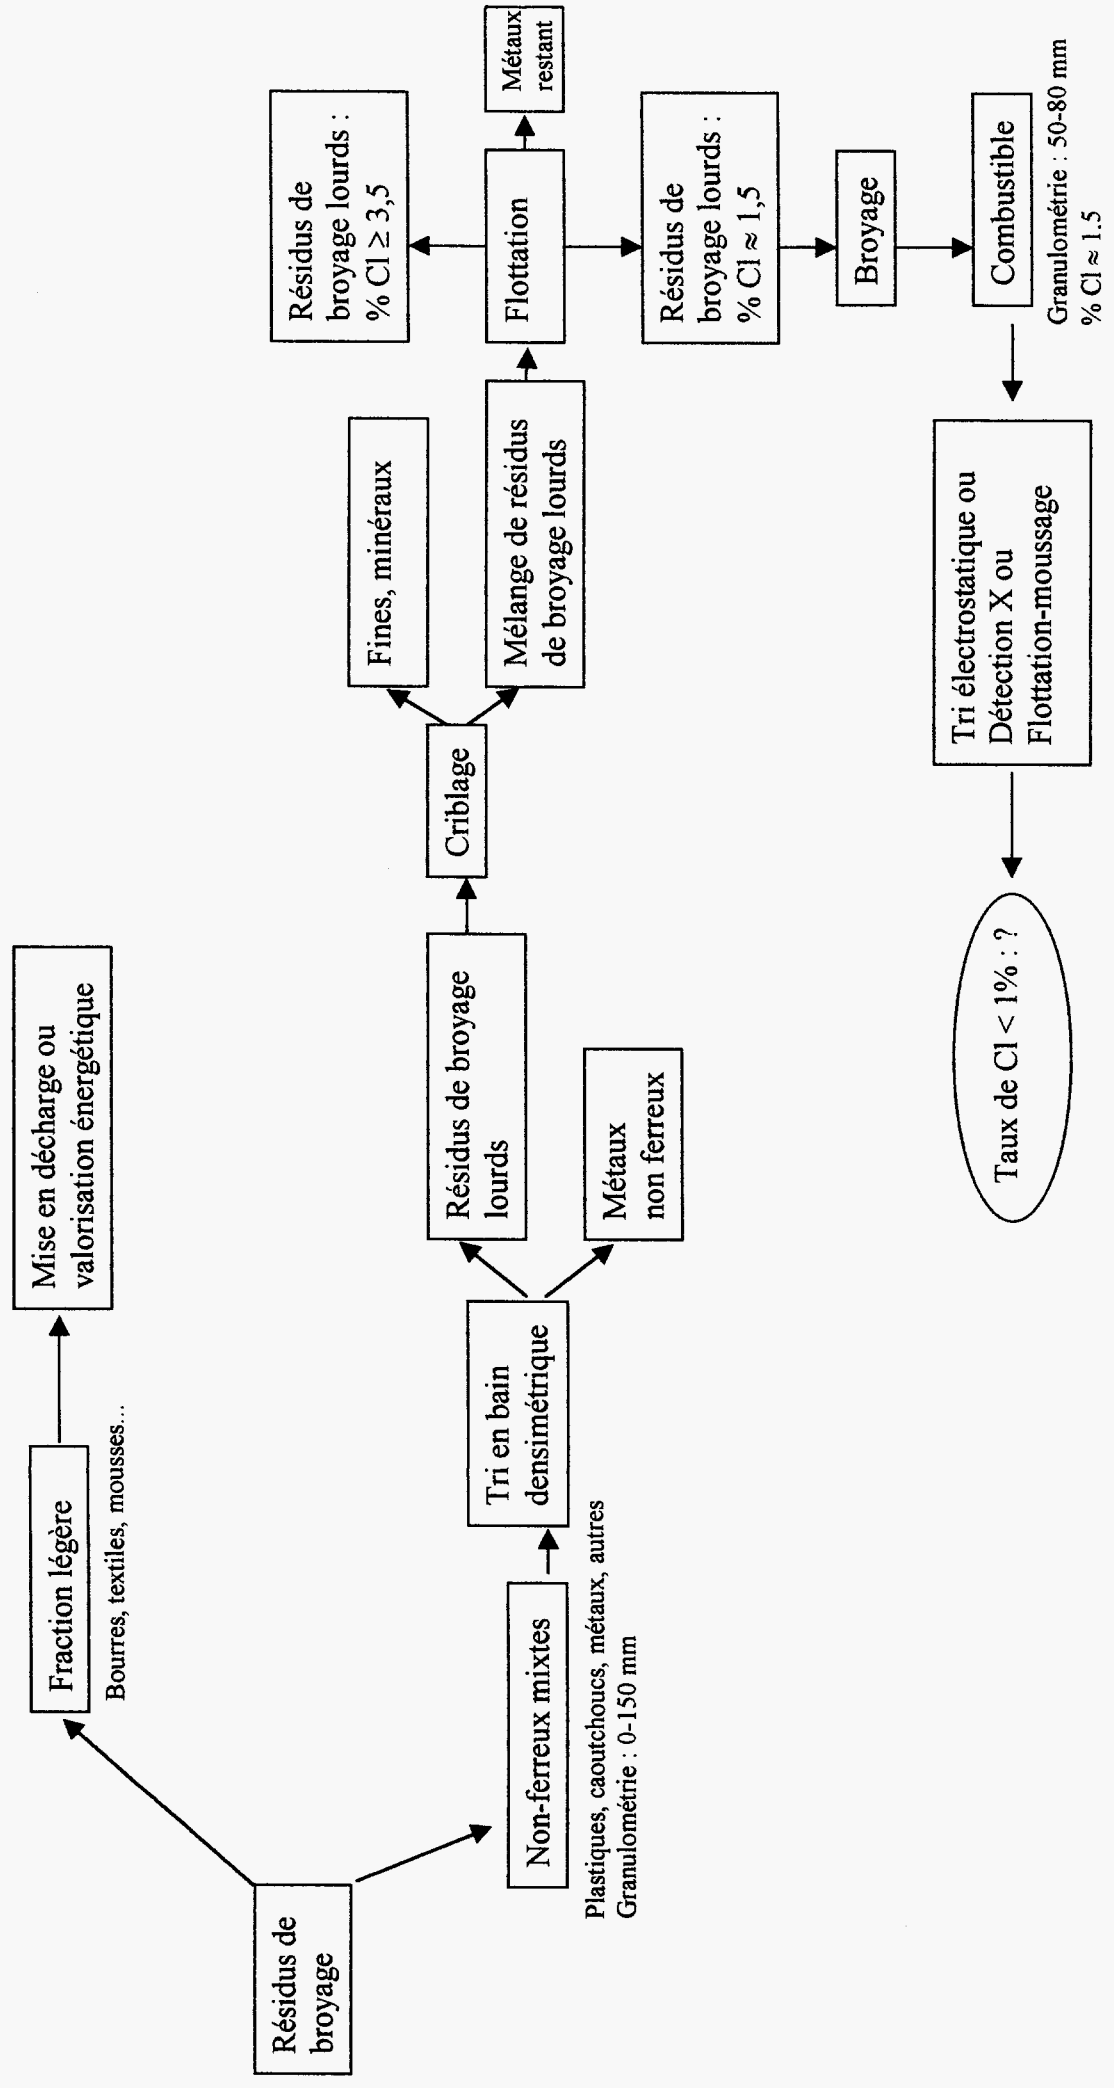 Résidus de
broyage
Fraction légère
Bourres, textiles, mousses...
Mise en décharge ou
valorisation énergétique
Non-ferreux mixtes
Plastiques, caoutchoucs, métaux, autres
Granulométrie : 0-150 mm
Tri en bain
densimétrique
Résidus de broyage
lourds
Métaux
non ferreux
Criblage
Fines, minéraux
Mélange de résidus
de broyage lourds
Flottation
Résidus de
broyage lourds :
% Cl ≥ 3,5
Métaux
restant
Résidus de
broyage lourds :
% Cl ≈ 1,5
Broyage
Combustible
Granulométrie : 50-80 mm
% Cl ≈ 1.5
Tri électrostatique ou
Détection X ou
Flottation-moussage
Taux de Cl < 1% : ?